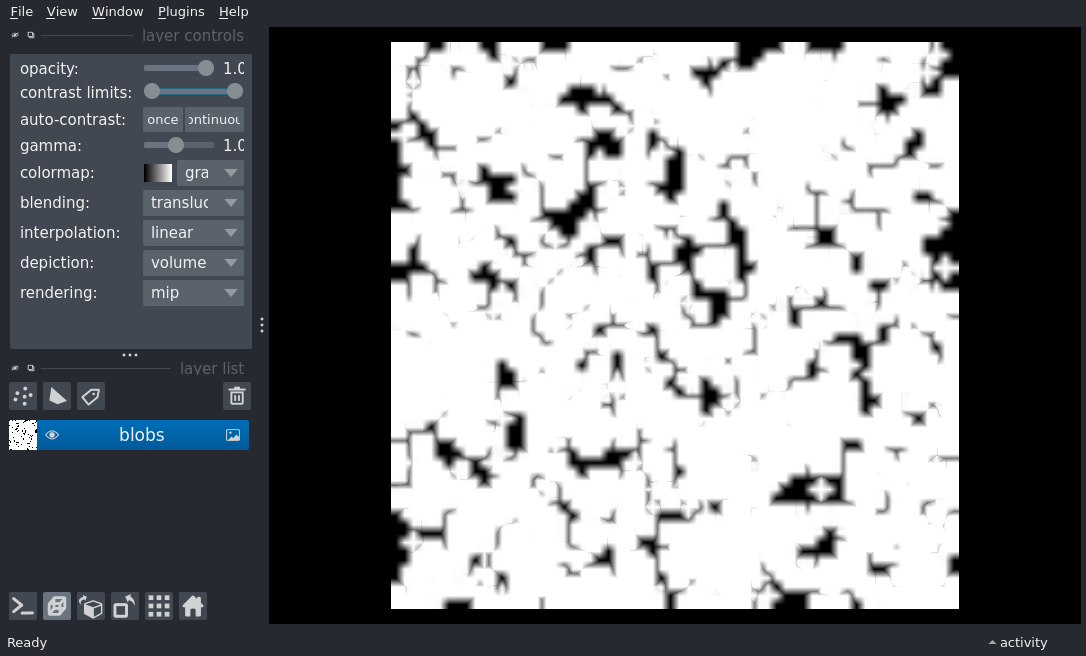 File View Window Plugins Help
layer controls
opacity: 1.0
contrast limits:
auto-contrast: once ontinuou
gamma: 1.0
colormap: gra
blending: transluc
interpolation: linear
depiction: volume
rendering: mip
layer list
blobs
Ready
activity